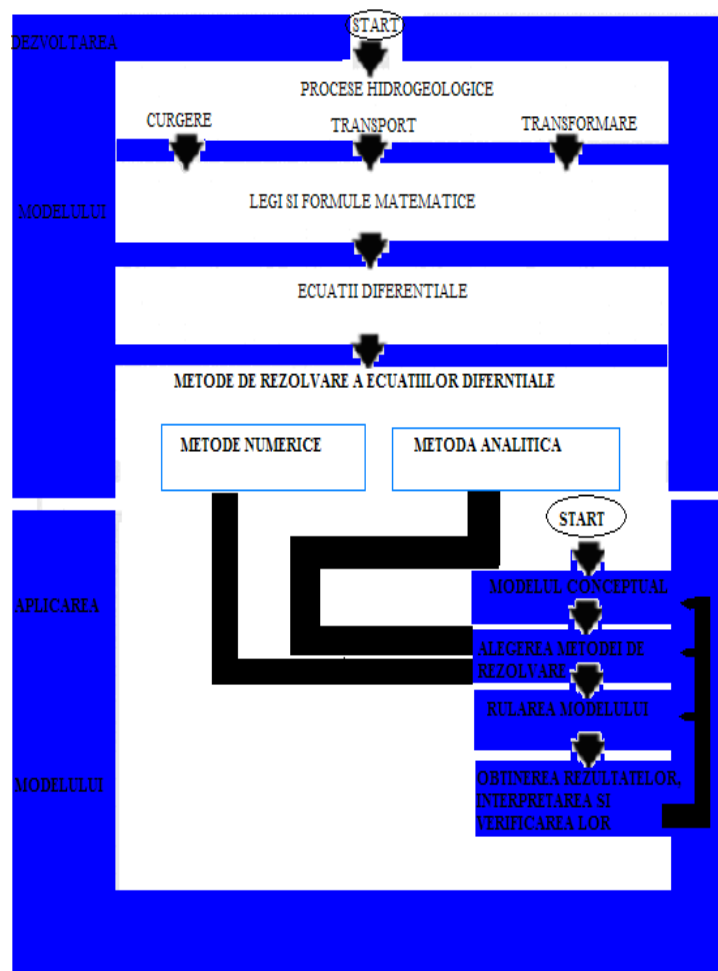 START
DEZVOLTAREA
PROCESE HIDROGEOLOGICE
CURGERE
TRANSPORT
TRANSFORMARE
MODELULUI
LEGI SI FORMULE MATEMATICE
ECUATII DIFERENTIALE
METODE DE REZOLVARE A ECUATIILOR DIFERNTIALE
METODE NUMERICE
METODA ANALITICA
START
APLICAREA
MODELUL CONCEPTUAL
ALEGEREA METODEI DE
REZOLVARE
RULAREA MODELULUI
MODELULUI
OBTINEREA REZULTATELOR,
INTERPRETAREA SI
VERIFICAREA LOR